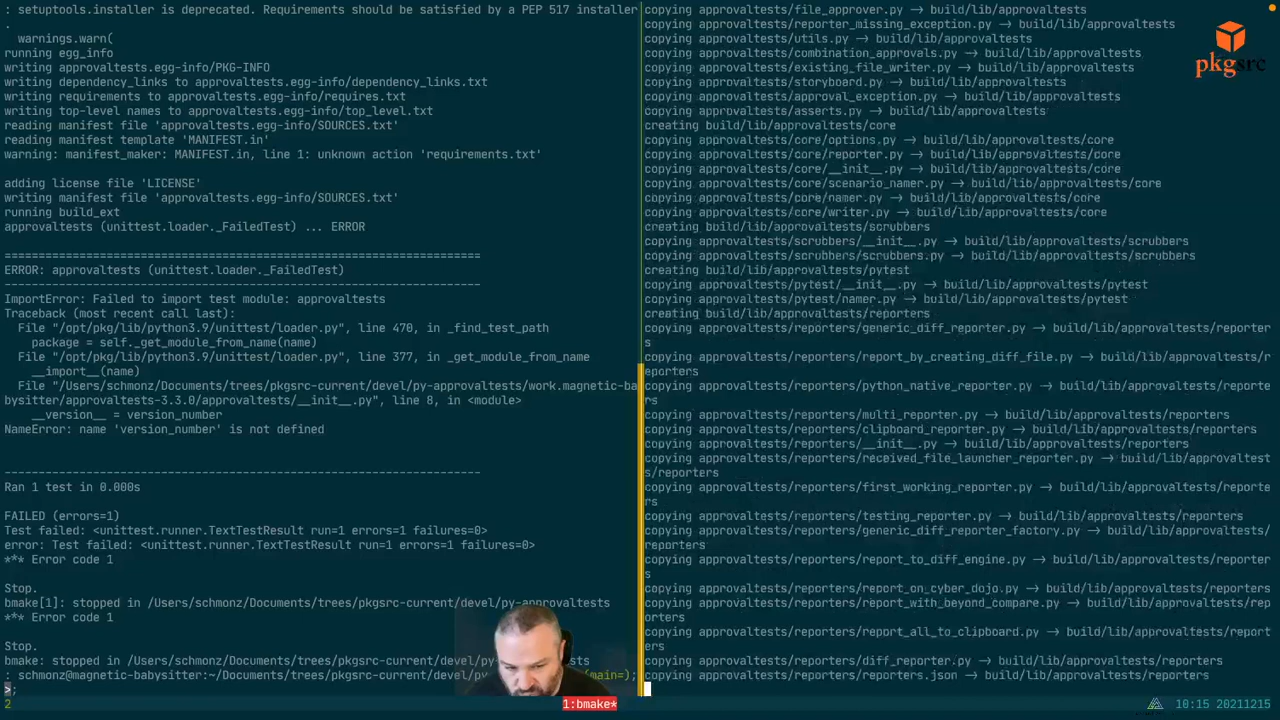 : setuptools.installer is deprecated. Requirements should be satisfied by a PEP 517 installer
.
warnings.warn(
running egg_info
writing approvaltests.egg-info/PKG-INFO
writing dependency_links to approvaltests.egg-info/dependency_links.txt
writing requirements to approvaltests.egg-info/requires.txt
writing top-level names to approvaltests.egg-info/top_level.txt
reading manifest file 'approvaltests.egg-info/SOURCES.txt'
reading manifest template 'MANIFEST.in'
warning: manifest_maker: MANIFEST.in, line 1: unknown action 'requirements.txt'
adding license file 'LICENSE'
writing manifest file 'approvaltests.egg-info/SOURCES.txt'
running build_ext
approvaltests (unittest.loader._FailedTest) ... ERROR
======================================================================
ERROR: approvaltests (unittest.loader._FailedTest)
----------------------------------------------------------------------
ImportError: Failed to import test module: approvaltests
Traceback (most recent call last):
File "/opt/pkg/lib/python3.9/unittest/loader.py", line 470, in _find_test_path
package = self._get_module_from_name(name)
File "/opt/pkg/lib/python3.9/unittest/loader.py", line 377, in _get_module_from_name
__import__(name)
File "/Users/schmonz/Documents/trees/pkgsrc-current/devel/py-approvaltests/work.magnetic-ba
bysitter/approvaltests-3.3.0/approvaltests/__init__.py", line 8, in <module>
__version__ = version_number
NameError: name 'version_number' is not defined
----------------------------------------------------------------------
Ran 1 test in 0.000s
FAILED (errors=1)
Test failed: <unittest.runner.TextTestResult run=1 errors=1 failures=0>
error: Test failed: <unittest.runner.TextTestResult run=1 errors=1 failures=0>
*** Error code 1
Stop.
bmake[1]: stopped in /Users/schmonz/Documents/trees/pkgsrc-current/devel/py-approvaltests
*** Error code 1
Stop.
bmake: stopped in /Users/schmonz/Documents/trees/pkgsrc-current/devel/py sts
: schmonz@magnetic-babysitter:~/Documents/trees/pkgsrc-current/devel/p (main=);
>;
copying approvaltests/file_approver.py → build/lib/approvaltests
copying approvaltests/reporter_missing_exception.py → build/lib/approvaltests
copying approvaltests/utils.py → build/lib/approvaltests
copying approvaltests/combination_approvals.py → build/lib/approvaltests
copying approvaltests/existing_file_writer.py → build/lib/approvaltests
copying approvaltests/storyboard.py → build/lib/approvaltests
copying approvaltests/approval_exception.py → build/lib/approvaltests
copying approvaltests/asserts.py → build/lib/approvaltests
creating build/lib/approvaltests/core
copying approvaltests/core/options.py → build/lib/approvaltests/core
copying approvaltests/core/reporter.py → build/lib/approvaltests/core
copying approvaltests/core/__init__.py → build/lib/approvaltests/core
copying approvaltests/core/scenario_namer.py → build/lib/approvaltests/core
copying approvaltests/core/namer.py → build/lib/approvaltests/core
copying approvaltests/core/writer.py → build/lib/approvaltests/core
creating build/lib/approvaltests/scrubbers
copying approvaltests/scrubbers/__init__.py → build/lib/approvaltests/scrubbers
copying approvaltests/scrubbers/scrubbers.py → build/lib/approvaltests/scrubbers
creating build/lib/approvaltests/pytest
copying approvaltests/pytest/__init__.py → build/lib/approvaltests/pytest
copying approvaltests/pytest/namer.py → build/lib/approvaltests/pytest
creating build/lib/approvaltests/reporters
copying approvaltests/reporters/generic_diff_reporter.py → build/lib/approvaltests/reporter
s
copying approvaltests/reporters/report_by_creating_diff_file.py → build/lib/approvaltests/r
eporters
copying approvaltests/reporters/python_native_reporter.py → build/lib/approvaltests/reporte
rs
copying approvaltests/reporters/multi_reporter.py → build/lib/approvaltests/reporters
copying approvaltests/reporters/clipboard_reporter.py → build/lib/approvaltests/reporters
copying approvaltests/reporters/__init__.py → build/lib/approvaltests/reporters
copying approvaltests/reporters/received_file_launcher_reporter.py → build/lib/approvaltest
s/reporters
copying approvaltests/reporters/first_working_reporter.py → build/lib/approvaltests/reporte
rs
copying approvaltests/reporters/testing_reporter.py → build/lib/approvaltests/reporters
copying approvaltests/reporters/generic_diff_reporter_factory.py → build/lib/approvaltests/
reporters
copying approvaltests/reporters/report_to_diff_engine.py → build/lib/approvaltests/reporter
s
copying approvaltests/reporters/report_on_cyber_dojo.py → build/lib/approvaltests/reporters
copying approvaltests/reporters/report_with_beyond_compare.py → build/lib/approvaltests/rep
orters
copying approvaltests/reporters/report_all_to_clipboard.py → build/lib/approvaltests/report
ers
copying approvaltests/reporters/diff_reporter.py → build/lib/approvaltests/reporters
copying approvaltests/reporters/reporters.json → build/lib/approvaltests/reporters
pkgsrc
2
1:bmake*
10:15 20211215